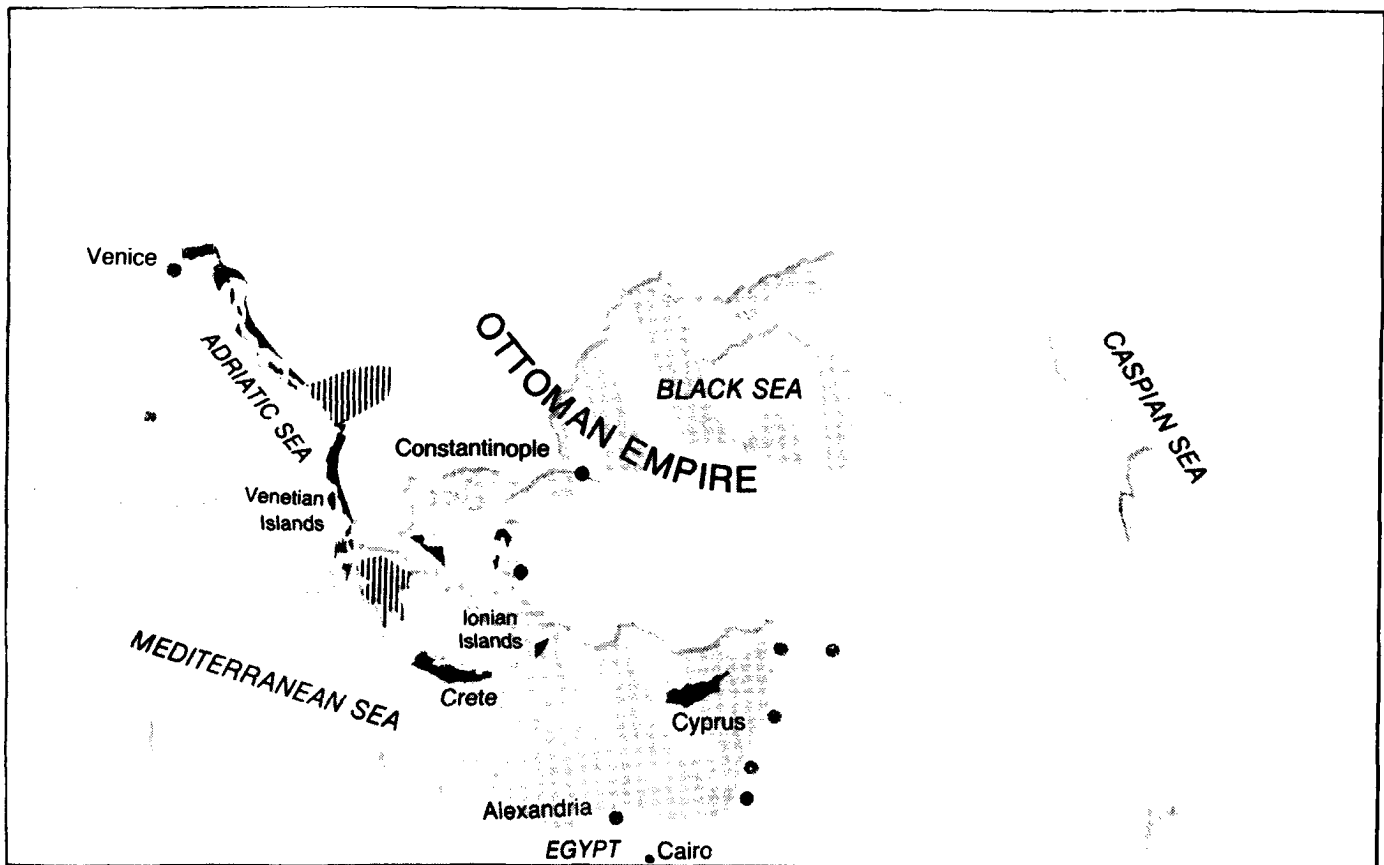 Venice
ADRIATIC SEA
OTTOMAN EMPIRE
BLACK SEA
CASPIAN SEA
Constantinople
Venetian
Islands
Ionian
Islands
MEDITERRANEAN SEA
Crete
Cyprus
Alexandria
EGYPT
Cairo